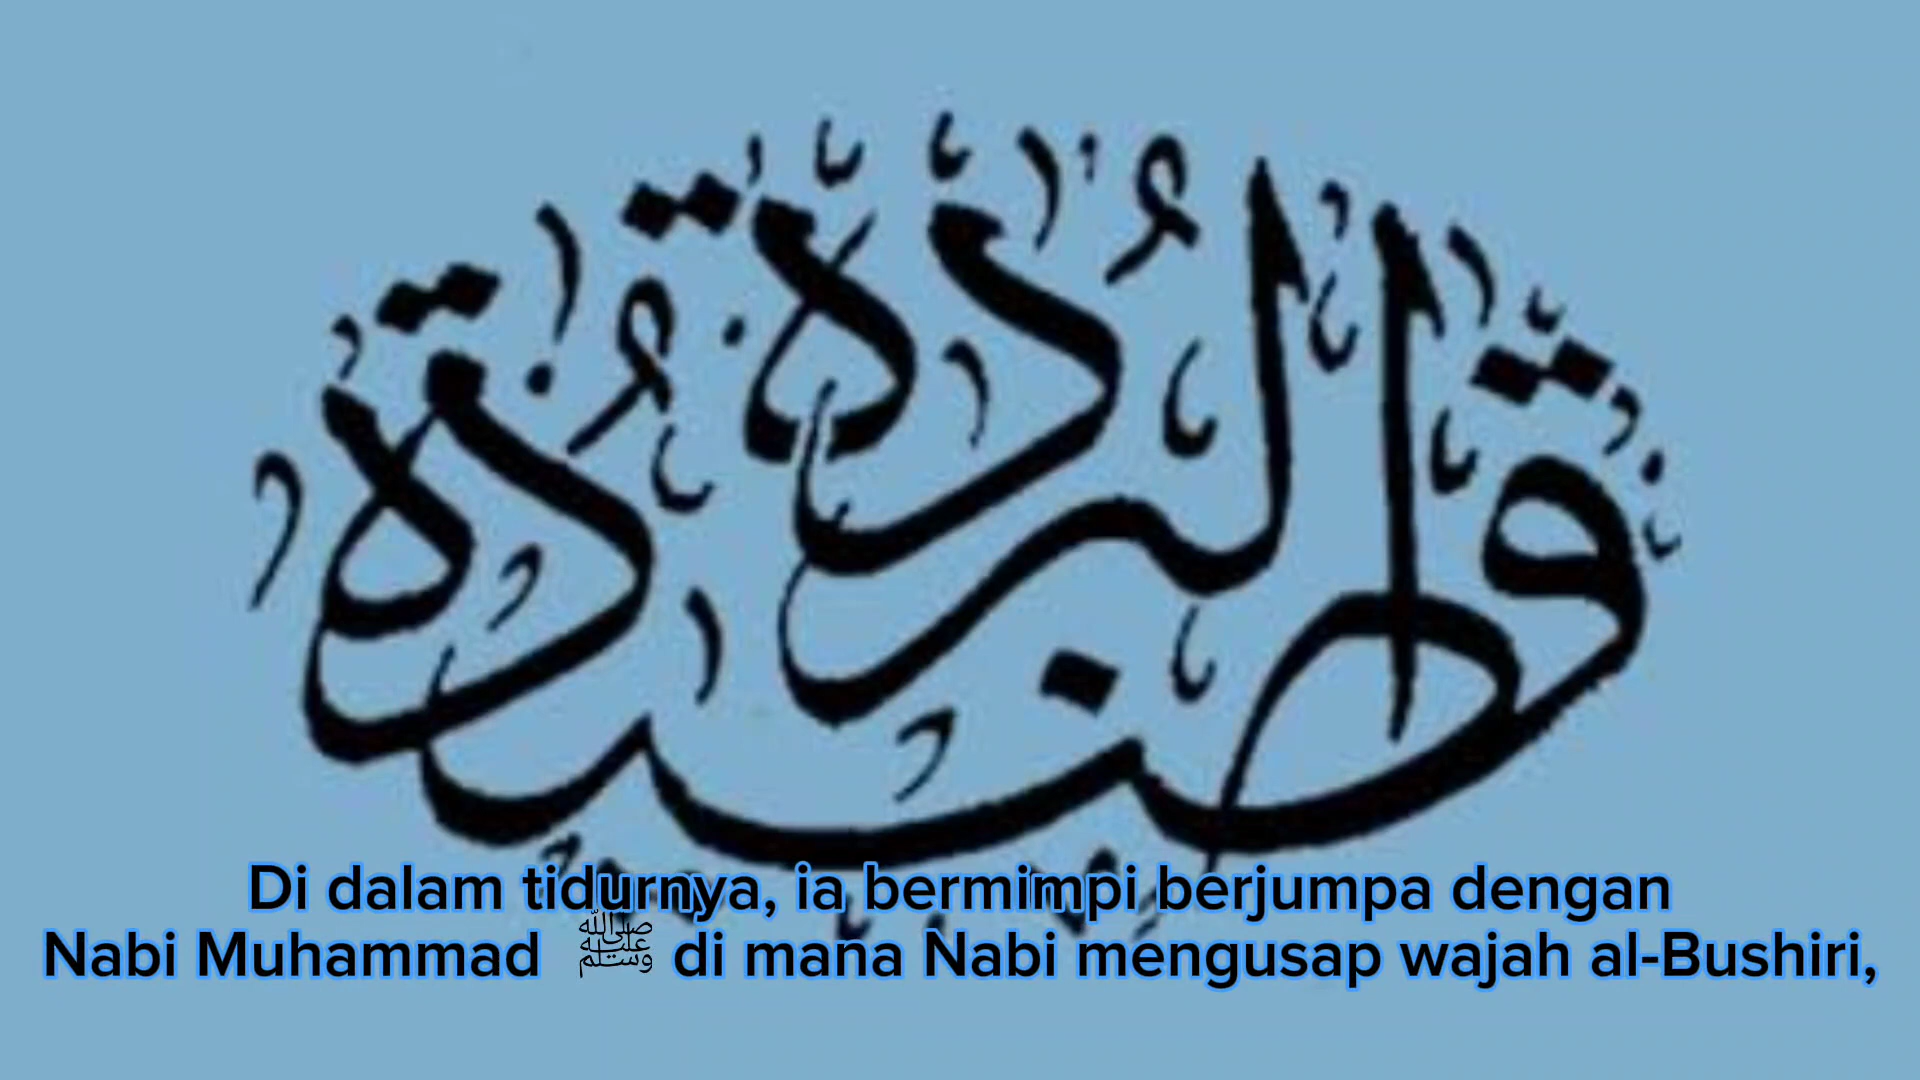 قصيدة البردة
Di dalam tidurnya, ia bermimpi berjumpa dengan
Nabi Muhammad ﷺ di mana Nabi mengusap wajah al-Bushiri,